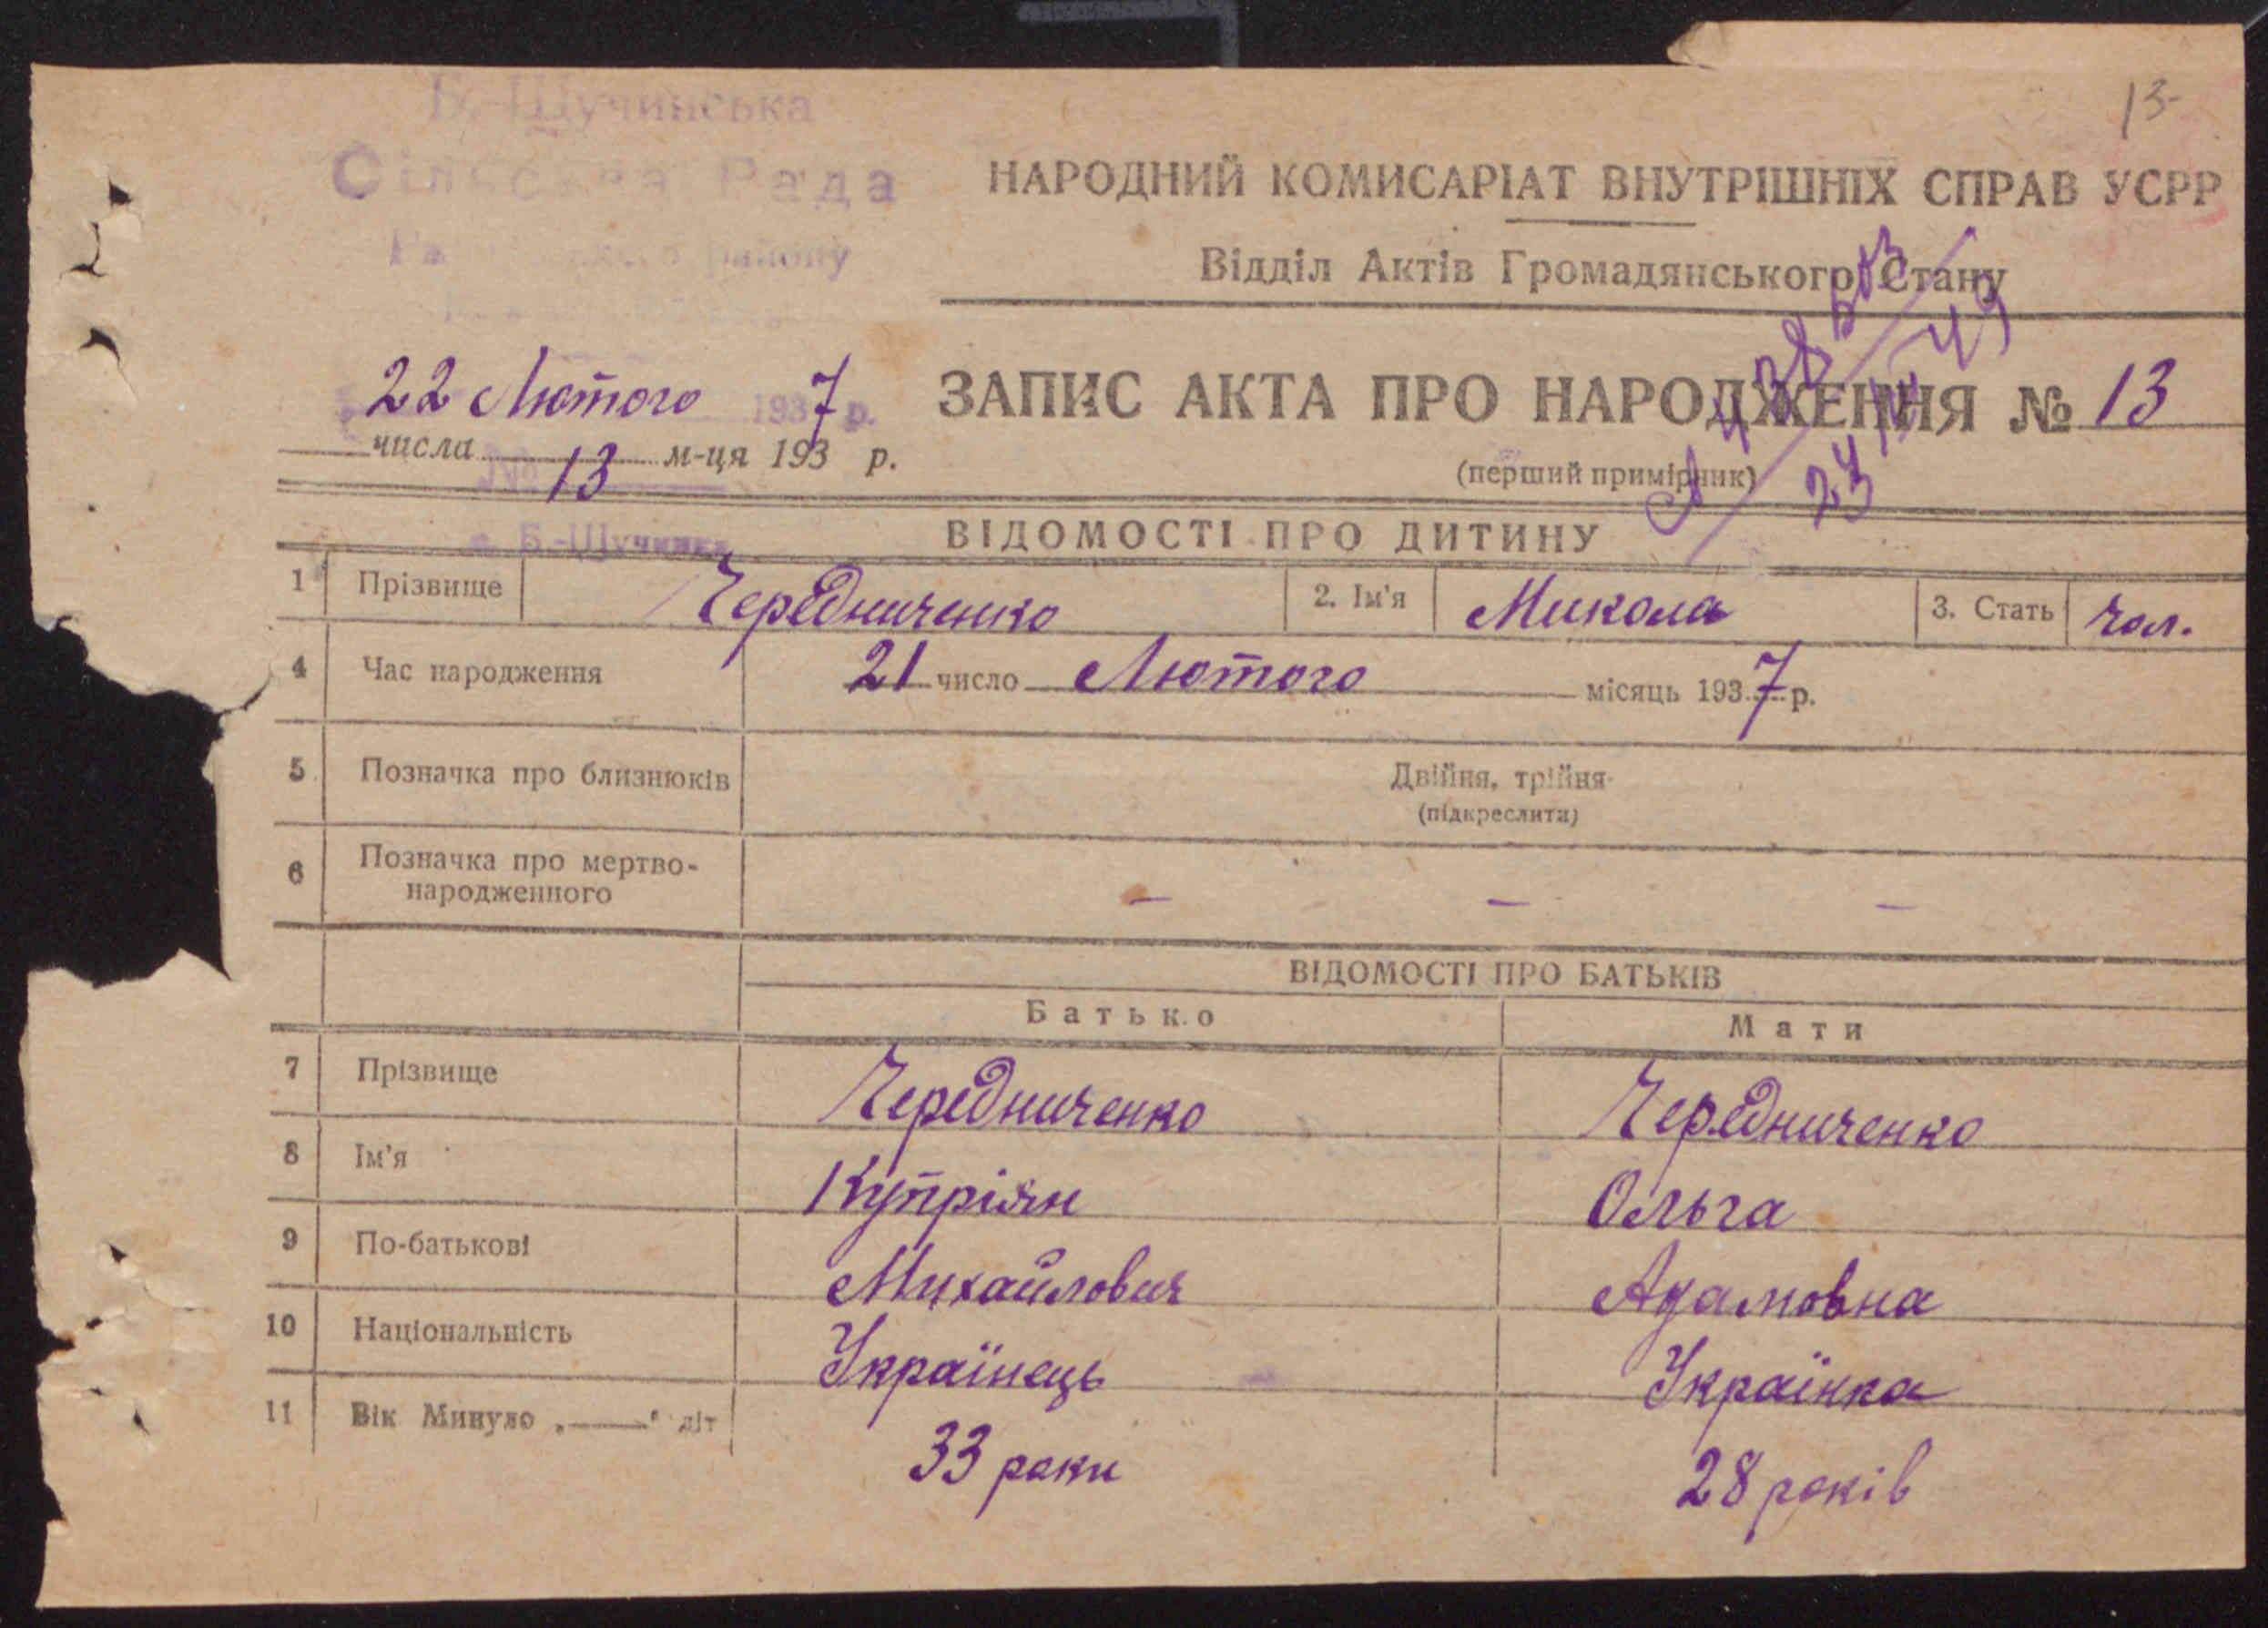 13
Б.-Щучинська
Сільська Рада
району
НАРОДНИЙ КОМИСАРІАТ ВНУТРІШНІХ СПРАВ УСРР
Відділ Актів Громадянського Стану
22 Лютого 1937 р.
числа м-ця 193 р.
№ 13
с. Б.-Щучинка
ЗАПИС АКТА ПРО НАРОДЖЕННЯ № 13
(перший примірник)
ВІДОМОСТІ ПРО ДИТИНУ
1 Прізвище Чередниченко 2. Ім'я Микола 3. Стать чол.
4 Час народження 21 число Лютого місяць 1937 р.
5 Позначка про близнюків Двійня, трійня
(підкреслити)
6 Позначка про мертво-
народженного - - -
ВІДОМОСТІ ПРО БАТЬКІВ
Батько Мати
7 Прізвище Чередниченко Чередниченко
8 Ім'я Купріян Ольга
9 По-батькові Михайлович Адамовна
10 Національність Українець Українка
11 Вік Минуло „——" літ 33 роки 28 років